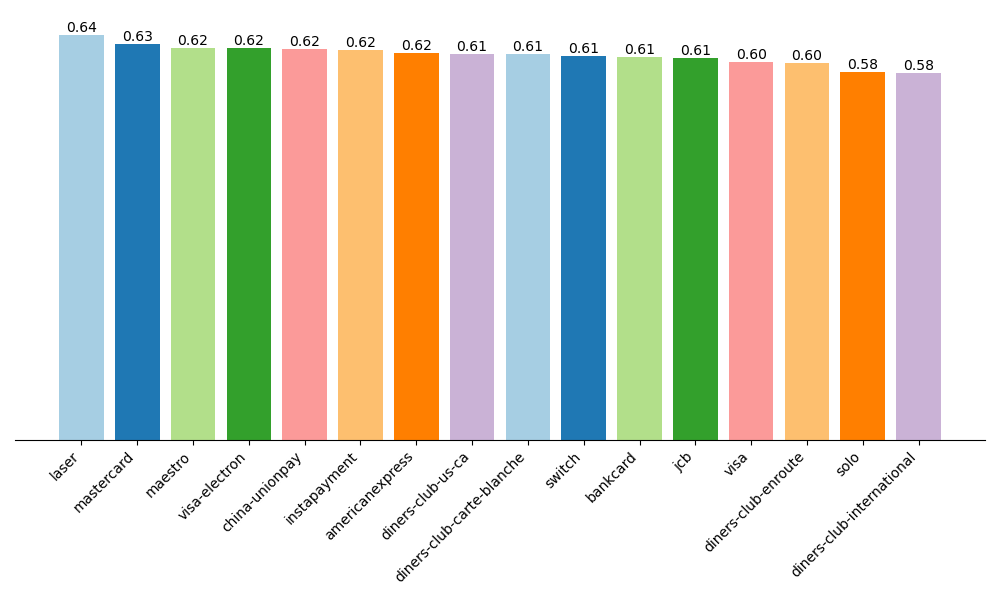 0.64
0.63
0.62
0.62
0.62
0.62
0.62
0.61
0.61
0.61
0.61
0.61
0.60
0.60
0.58
0.58
laser
mastercard
maestro
visa-electron
china-unionpay
instapayment
americanexpress
diners-club-us-ca
diners-club-carte-blanche
switch
bankcard
jcb
visa
diners-club-enroute
solo
diners-club-international